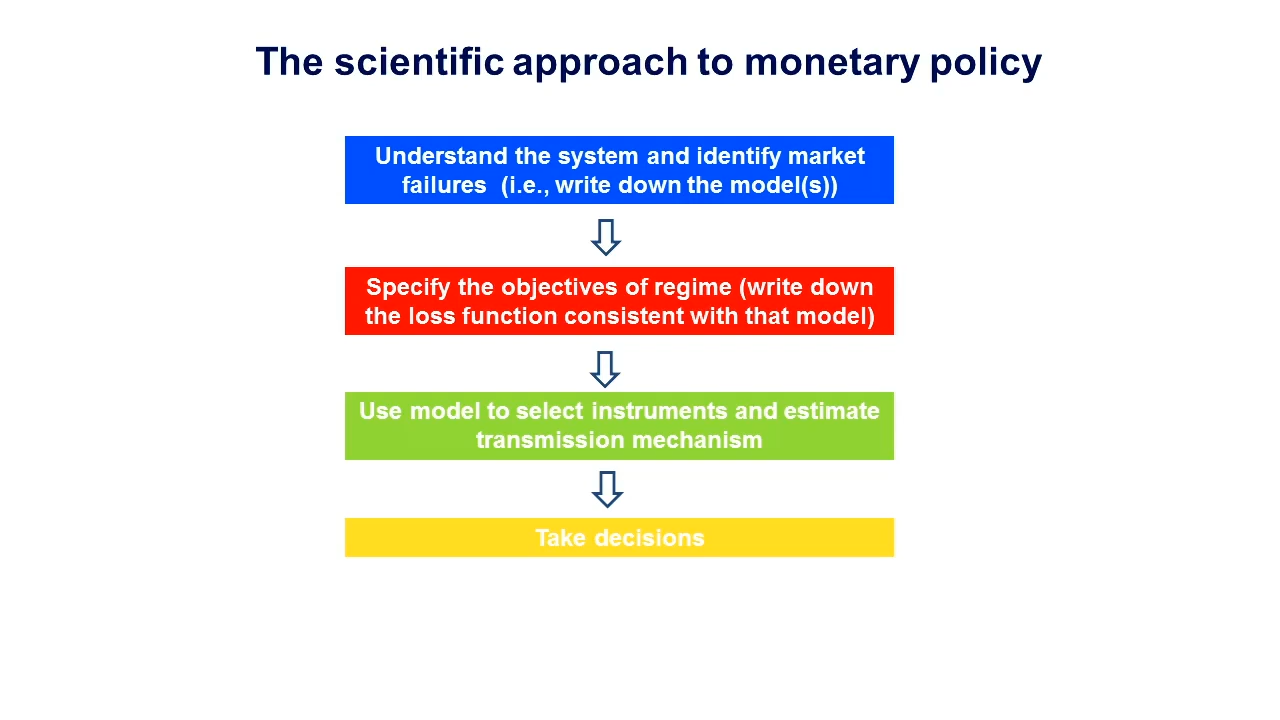 The scientific approach to monetary policy
Understand the system and identify market
failures  (i.e., write down the model(s))
Specify the objectives of regime (write down
the loss function consistent with that model)
Use model to select instruments and estimate
transmission mechanism
Take decisions